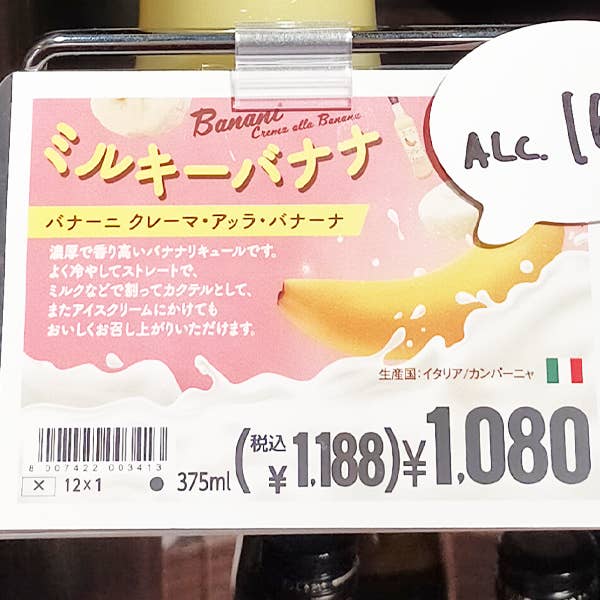 Banani
Crema alla Banana
ミルキーバナナ
バナーニ クレーマ・アッラ・バナーナ
濃厚で香り高いバナナリキュールです。
よく冷やしてストレートで、
ミルクなどで割ってカクテルとして、
またアイスクリームにかけても
おいしくお召し上がりいただけます。
ALC.
生産国:イタリア/カンパーニャ
8 007422 003413
× 12×1 ● 375ml (税込 ¥1,188) ¥1,080